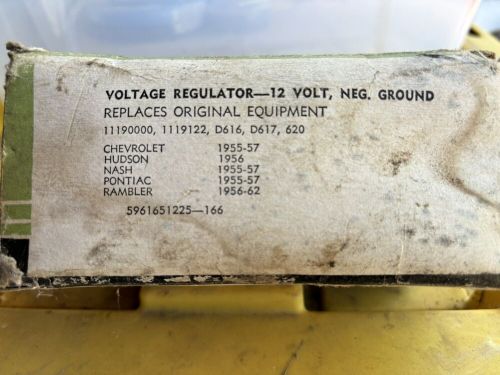 VOLTAGE REGULATOR—12 VOLT, NEG. GROUND
REPLACES ORIGINAL EQUIPMENT
11190000, 1119122, D616, D617, 620
CHEVROLET 1955-57
HUDSON 1956
NASH 1955-57
PONTIAC 1955-57
RAMBLER 1956-62
5961651225—166